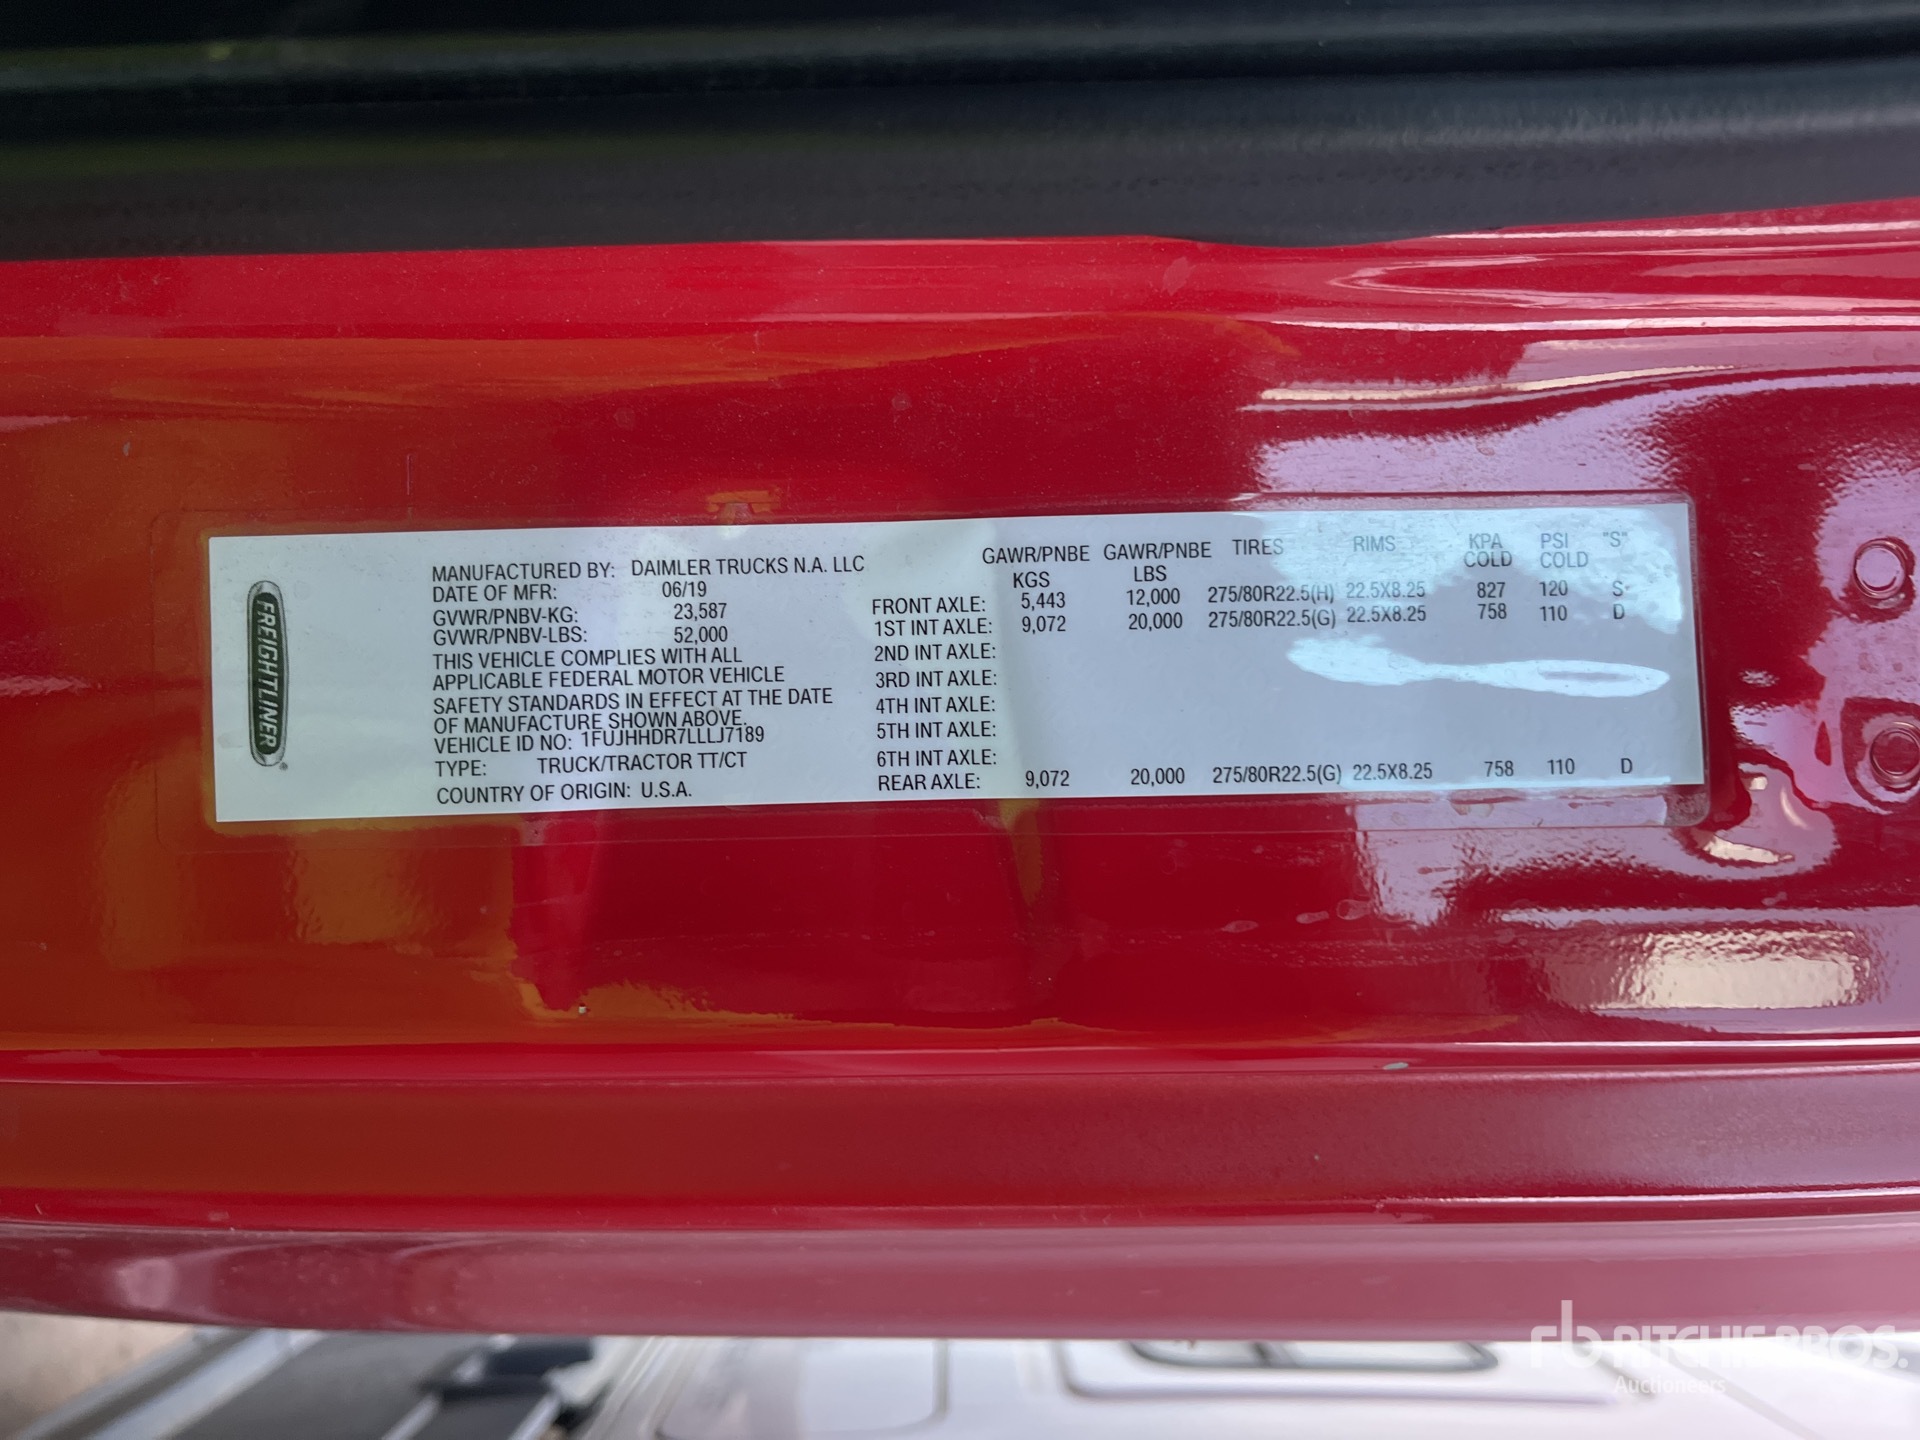 FREIGHTLINER®
MANUFACTURED BY: DAIMLER TRUCKS N.A. LLC
DATE OF MFR: 06/19
GVWR/PNBV-KG: 23,587
GVWR/PNBV-LBS: 52,000
THIS VEHICLE COMPLIES WITH ALL
APPLICABLE FEDERAL MOTOR VEHICLE
SAFETY STANDARDS IN EFFECT AT THE DATE
OF MANUFACTURE SHOWN ABOVE.
VEHICLE ID NO: 1FUJHHDR7LLLJ7189
TYPE: TRUCK/TRACTOR TT/CT
COUNTRY OF ORIGIN: U.S.A.
GAWR/PNBE GAWR/PNBE TIRES RIMS KPA PSI "S"
KGS LBS COLD COLD
FRONT AXLE: 5,443 12,000 275/80R22.5(H) 22.5X8.25 827 120 S*
1ST INT AXLE: 9,072 20,000 275/80R22.5(G) 22.5X8.25 758 110 D
2ND INT AXLE:
3RD INT AXLE:
4TH INT AXLE:
5TH INT AXLE:
6TH INT AXLE:
REAR AXLE: 9,072 20,000 275/80R22.5(G) 22.5X8.25 758 110 D
rb RITCHIE BROS.
Auctioneers